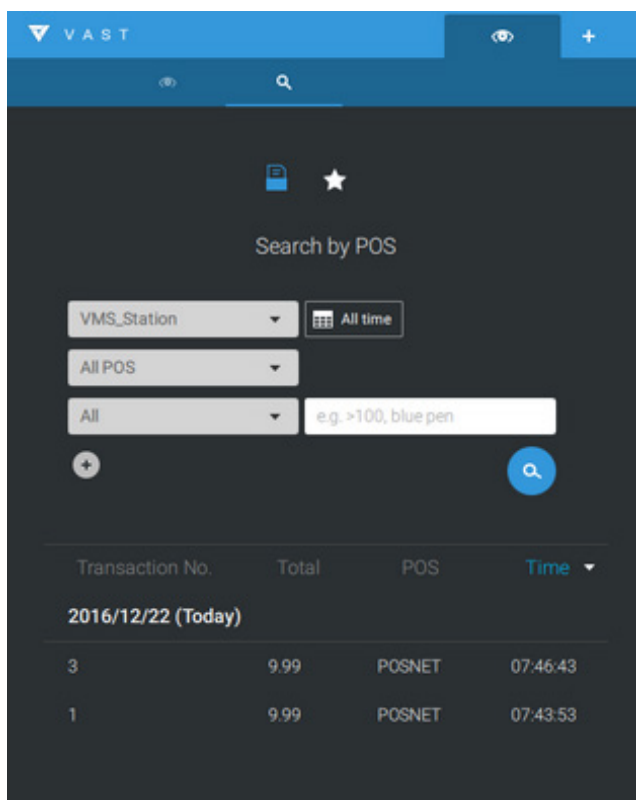 VAST
Search by POS
VMS_Station All time
All POS
All e.g. >100, blue pen
Transaction No. Total POS Time
2016/12/22 (Today)
3 9.99 POSNET 07:46:43
1 9.99 POSNET 07:43:53